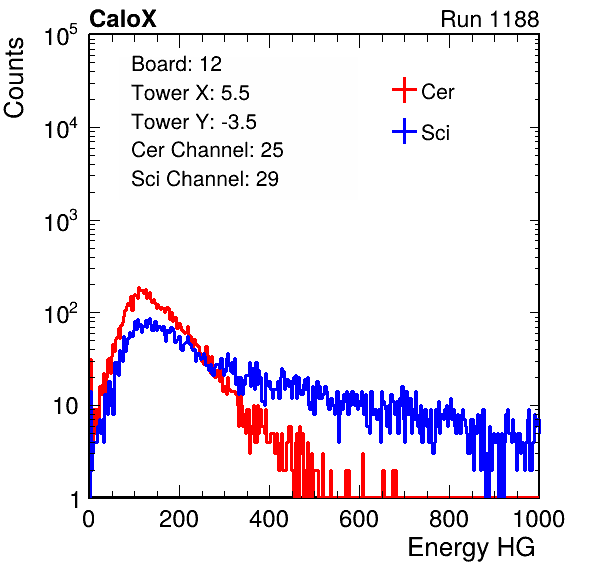 CaloX Run 1188
Counts
10^5
10^4
10^3
10^2
10
1
Board: 12
Tower X: 5.5
Tower Y: -3.5
Cer Channel: 25
Sci Channel: 29
Cer
Sci
0 200 400 600 800 1000
Energy HG